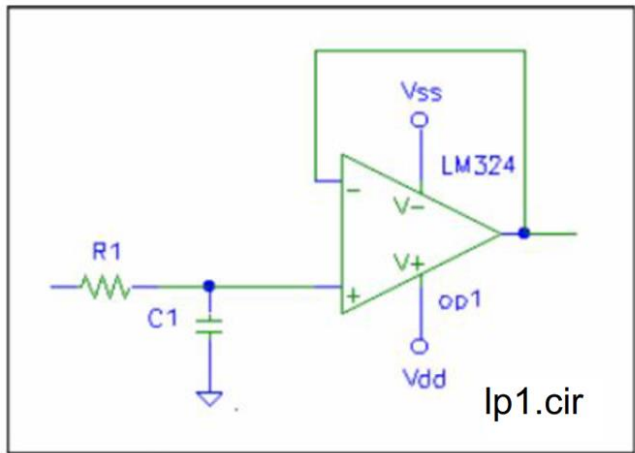 Vss
LM324
-
V-
R1
V+
+
op1
C1
Vdd
lp1.cir